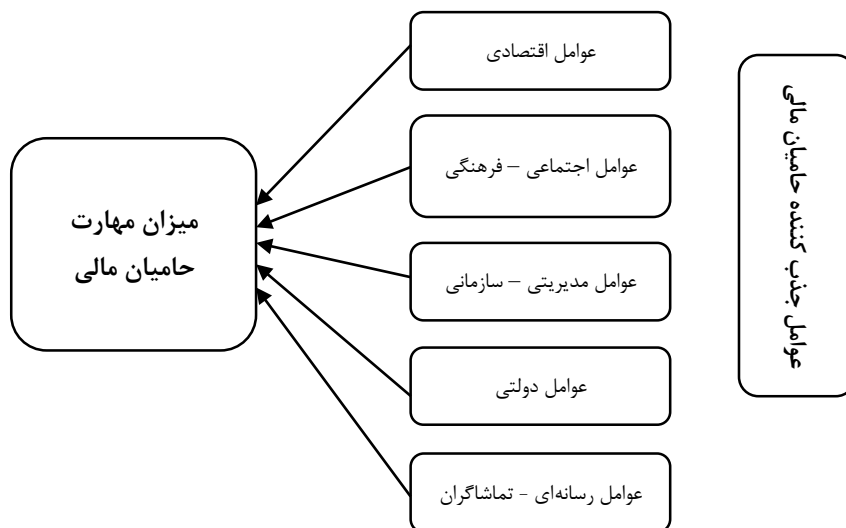 عوامل جذب کننده حامیان مالی
عوامل اقتصادی
عوامل اجتماعی – فرهنگی
عوامل مدیریتی – سازمانی
عوامل دولتی
عوامل رسانه‌ای - تماشاگران
میزان مهارت
حامیان مالی